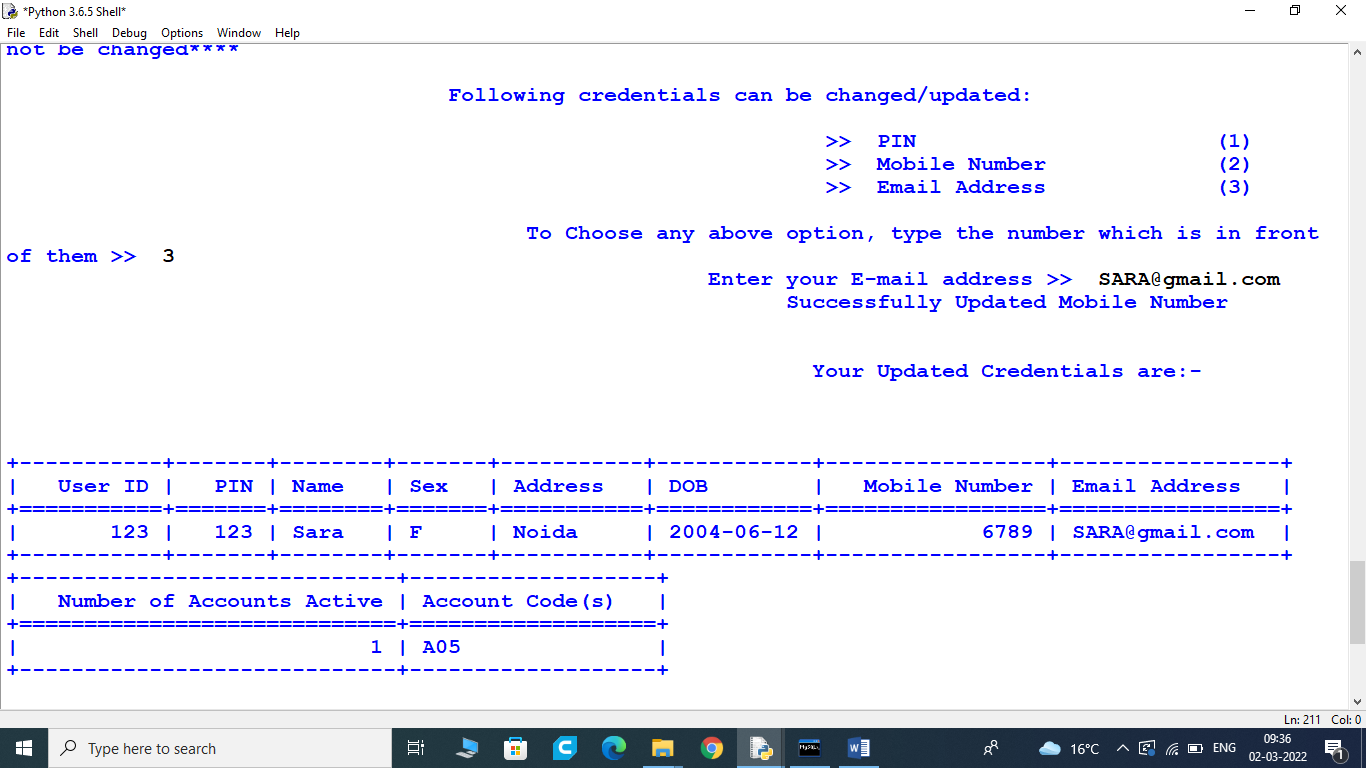 *Python 3.6.5 Shell*
File Edit Shell Debug Options Window Help
not be changed****
Following credentials can be changed/updated:
>> PIN (1)
>> Mobile Number (2)
>> Email Address (3)
To Choose any above option, type the number which is in front
of them >> 3
Enter your E-mail address >> SARA@gmail.com
Successfully Updated Mobile Number
Your Updated Credentials are:-
+-----------+-------+--------+-------+-----------+------------+-----------------+-----------------+
| User ID | PIN | Name | Sex | Address | DOB | Mobile Number | Email Address |
+===========+=======+========+=======+===========+============+=================+=================+
| 123 | 123 | Sara | F | Noida | 2004-06-12 | 6789 | SARA@gmail.com |
+-----------+-------+--------+-------+-----------+------------+-----------------+-----------------+
+-----------------------------+-------------------+
| Number of Accounts Active | Account Code(s) |
+=============================+===================+
| 1 | A05 |
+-----------------------------+-------------------+
Ln: 211 Col: 0
Type here to search
MySQL
16°C
ENG
09:36
02-03-2022
1